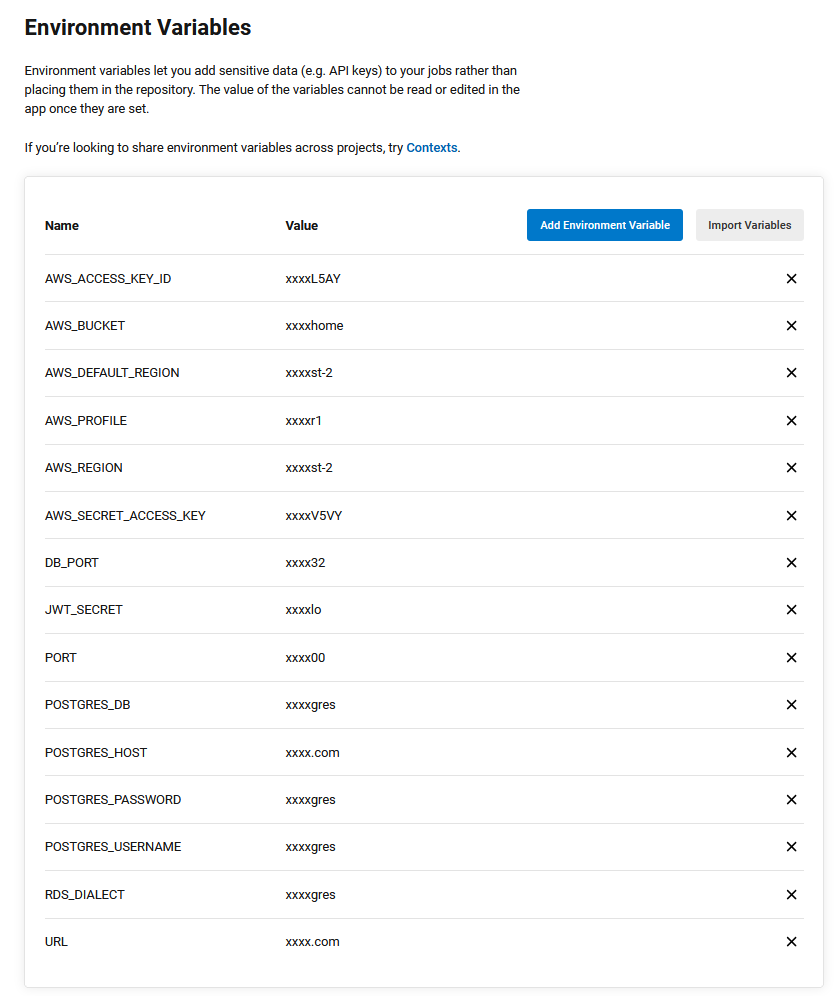 Environment Variables
Environment variables let you add sensitive data (e.g. API keys) to your jobs rather than
placing them in the repository. The value of the variables cannot be read or edited in the
app once they are set.
If you’re looking to share environment variables across projects, try Contexts.
Name Value Add Environment Variable Import Variables
AWS_ACCESS_KEY_ID xxxxL5AY
AWS_BUCKET xxxxhome
AWS_DEFAULT_REGION xxxxst-2
AWS_PROFILE xxxxr1
AWS_REGION xxxxst-2
AWS_SECRET_ACCESS_KEY xxxxV5VY
DB_PORT xxxx32
JWT_SECRET xxxxlo
PORT xxxx00
POSTGRES_DB xxxxgres
POSTGRES_HOST xxxx.com
POSTGRES_PASSWORD xxxxgres
POSTGRES_USERNAME xxxxgres
RDS_DIALECT xxxxgres
URL xxxx.com